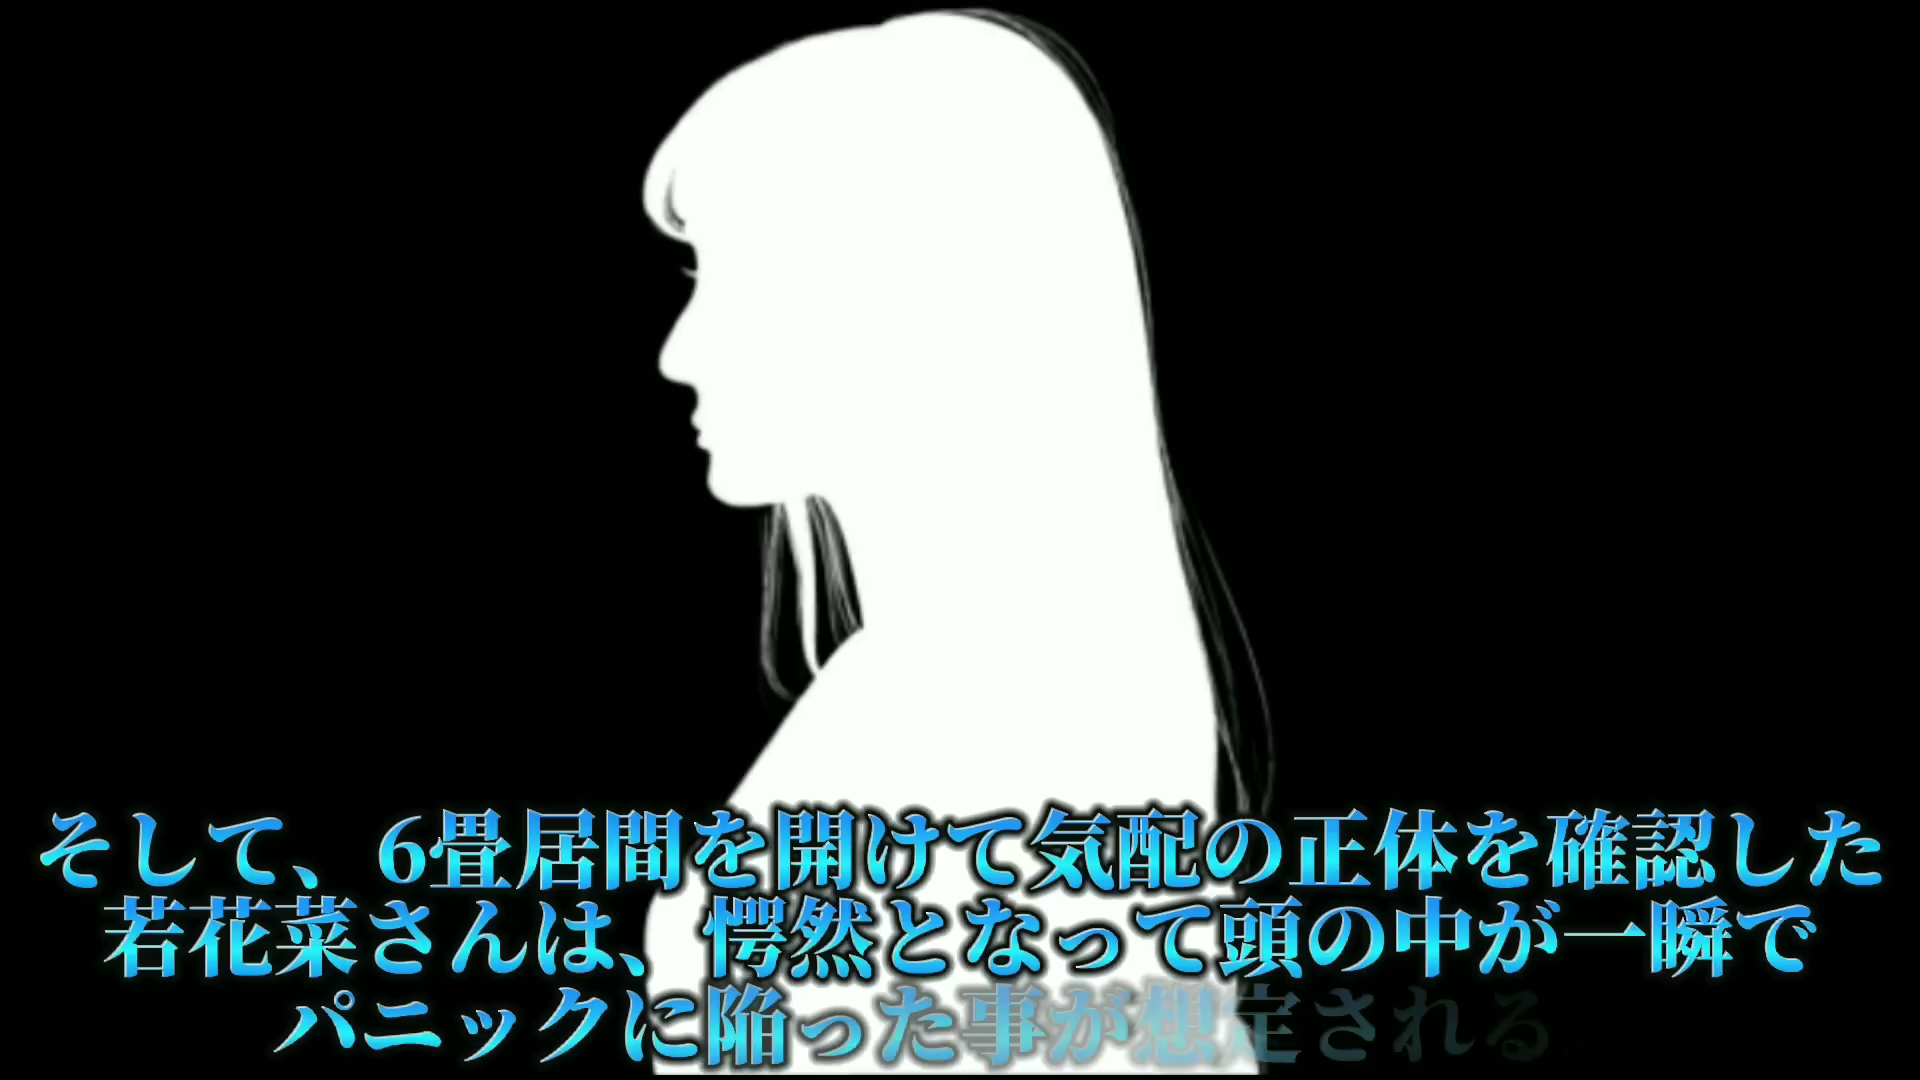 そして、6畳居間を開けて気配の正体を確認した
若花菜さんは、愕然となって頭の中が一瞬で
パニックに陥った事が想定される